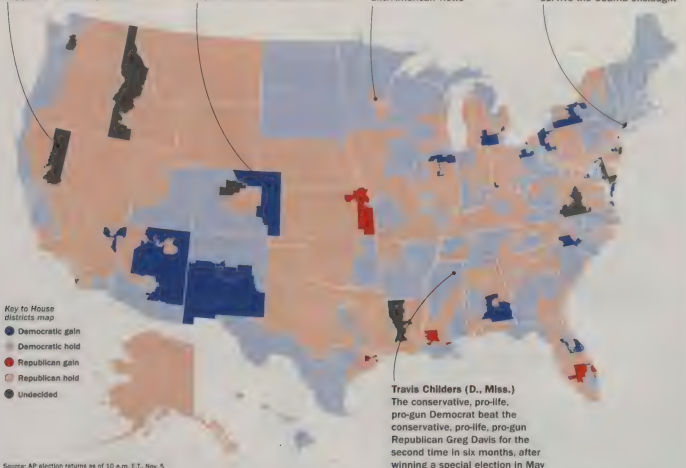 Key to House
districts map
Democratic gain
Democratic hold
Republican gain
Republican hold
Undecided
Source: AP election returns as of 10 a.m. E.T., Nov. 5
Travis Childers (D., Miss.)
The conservative, pro-life,
pro-gun Democrat beat the
conservative, pro-life, pro-gun
Republican Greg Davis for the
second time in six months, after
winning a special election in May